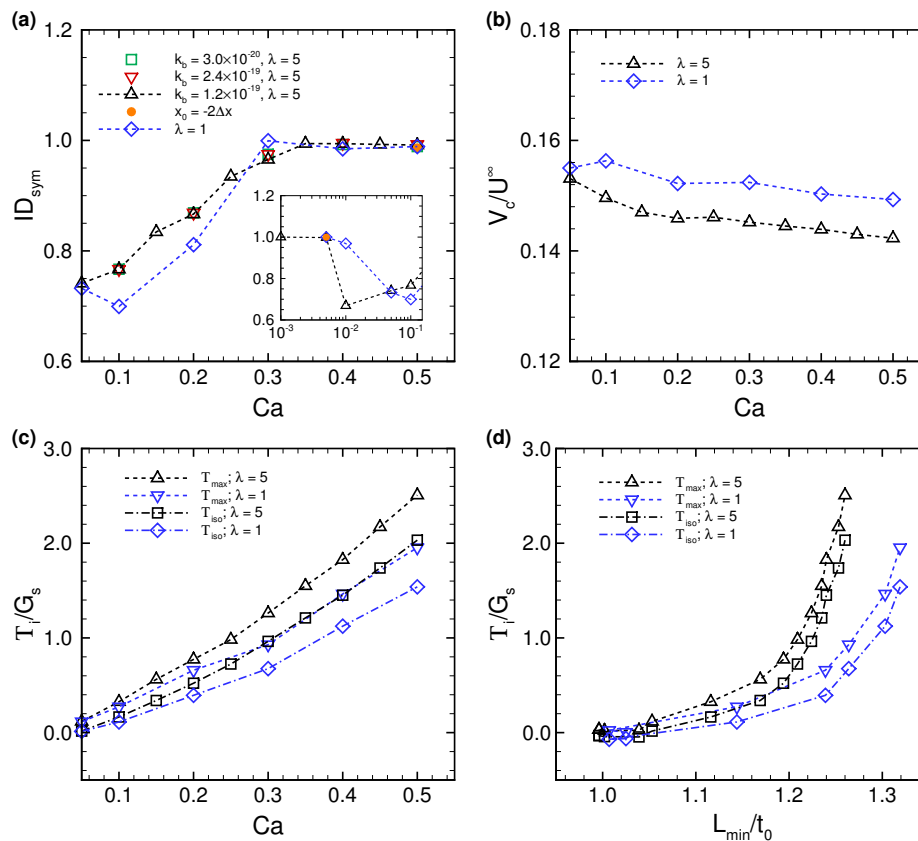 (a)
1.2
1.0
0.8
0.6
ID_sym
k_b = 3.0×10^-20, λ = 5
k_b = 2.4×10^-19, λ = 5
k_b = 1.2×10^-19, λ = 5
x_0 = -2Δx
λ = 1
1.2
1.0
0.8
0.6
10^-3 10^-2 10^-1
0.1 0.2 0.3 0.4 0.5
Ca
(b)
0.18
0.16
0.14
0.12
V_c/U^∞
λ = 5
λ = 1
0.1 0.2 0.3 0.4 0.5
Ca
(c)
3.0
2.0
1.0
0.0
T_i/G_s
T_max; λ = 5
T_max; λ = 1
T_iso; λ = 5
T_iso; λ = 1
0.1 0.2 0.3 0.4 0.5
Ca
(d)
3.0
2.0
1.0
0.0
T_i/G_s
T_max; λ = 5
T_max; λ = 1
T_iso; λ = 5
T_iso; λ = 1
1.0 1.1 1.2 1.3
L_min/t_0